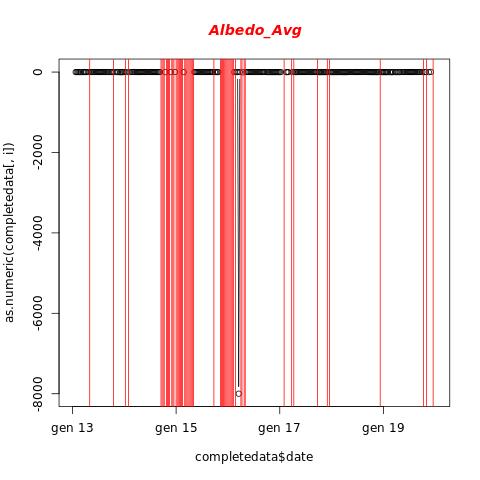 Albedo_Avg
as.numeric(completedata[, i])
0
-2000
-4000
-6000
-8000
gen 13
gen 15
gen 17
gen 19
completedata$date